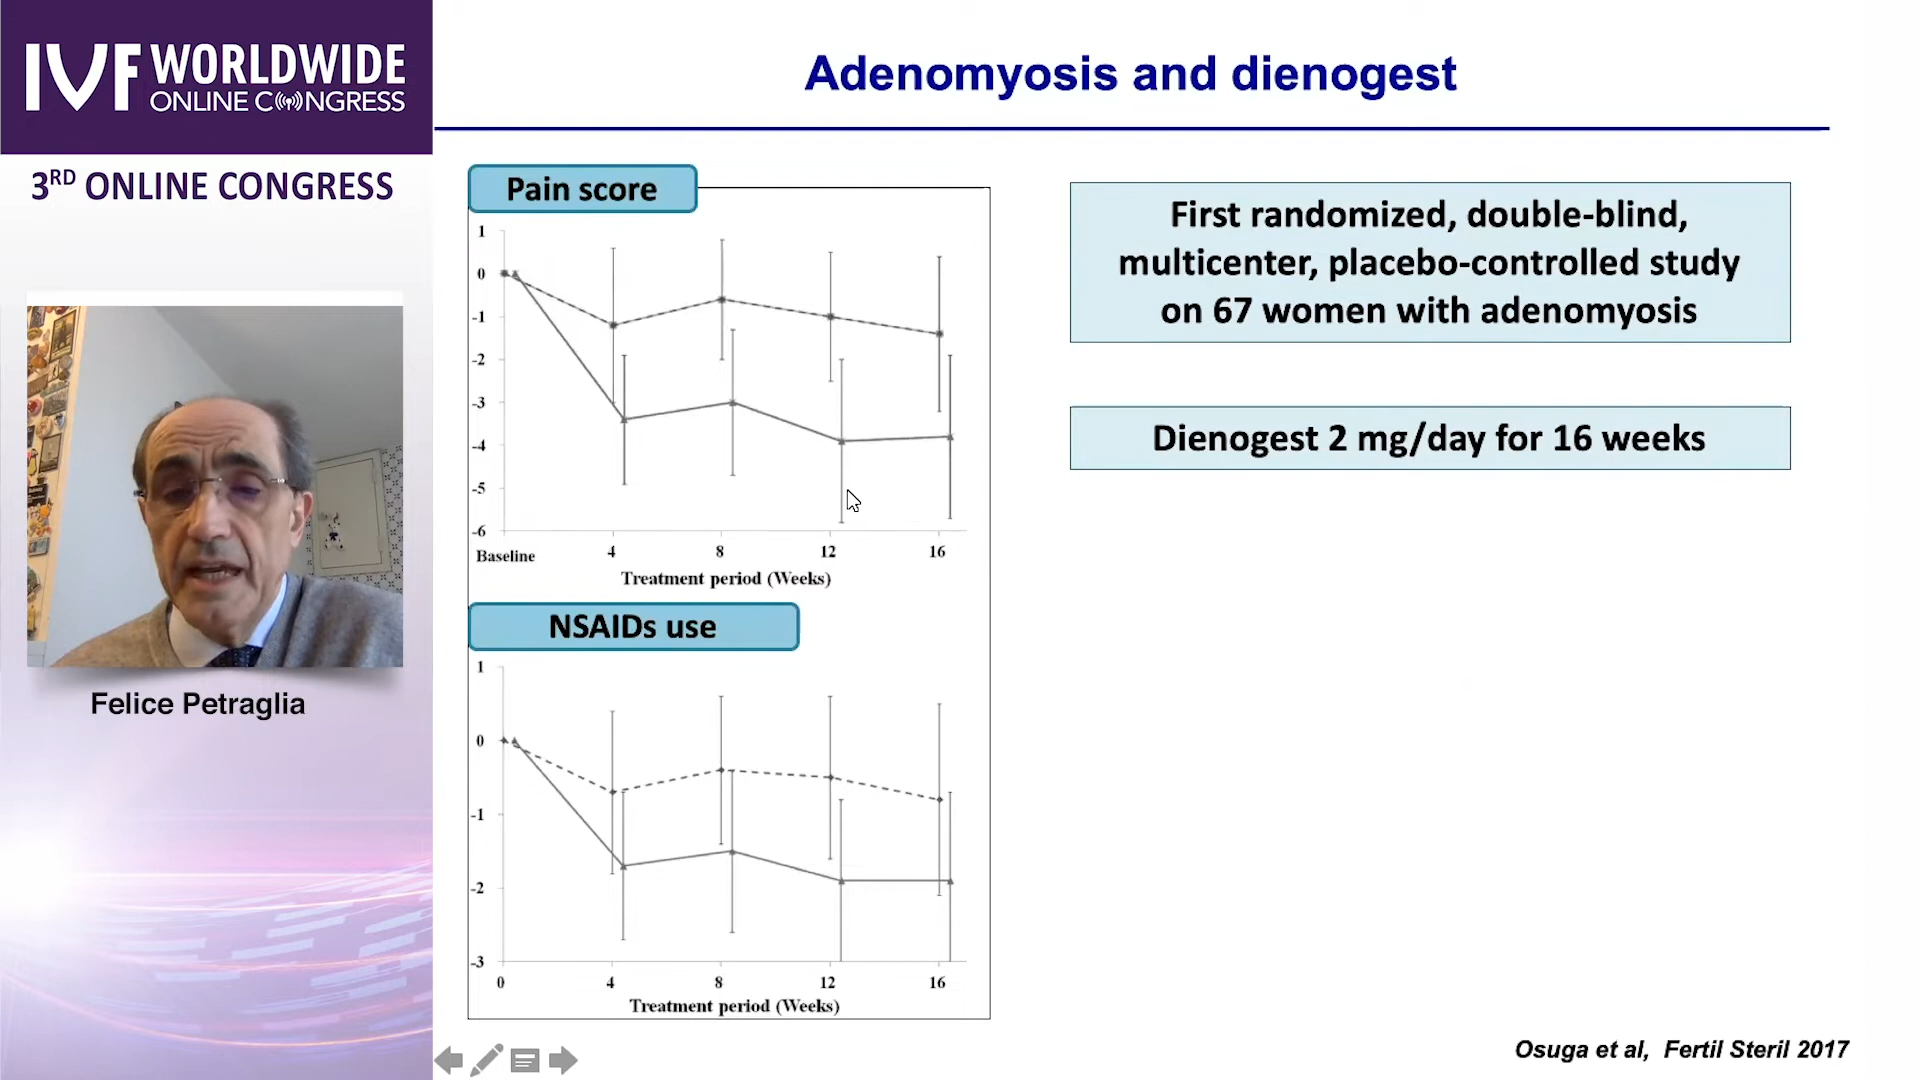 IVF WORLDWIDE
ONLINE CONGRESS
3RD ONLINE CONGRESS
Felice Petraglia
Adenomyosis and dienogest
Pain score
1
0
-1
-2
-3
-4
-5
-6
Baseline 4 8 12 16
Treatment period (Weeks)
NSAIDs use
1
0
-1
-2
-3
0 4 8 12 16
Treatment period (Weeks)
First randomized, double-blind,
multicenter, placebo-controlled study
on 67 women with adenomyosis
Dienogest 2 mg/day for 16 weeks
Osuga et al, Fertil Steril 2017